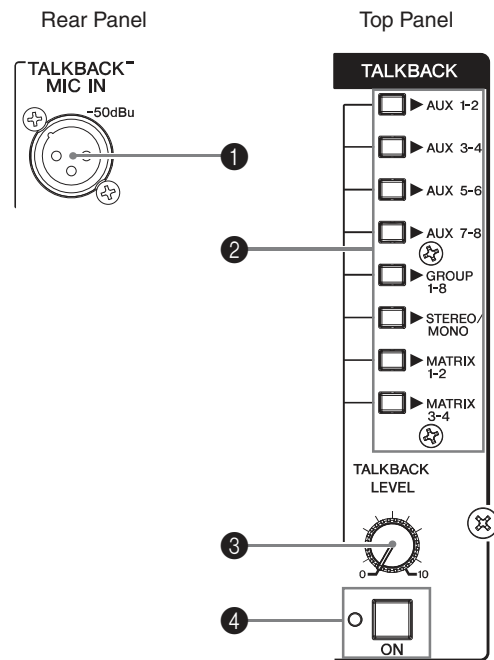 Rear Panel
TALKBACK
MIC IN
-50dBu
1
Top Panel
TALKBACK
AUX 1-2
AUX 3-4
AUX 5-6
AUX 7-8
2
GROUP
1-8
STEREO/
MONO
MATRIX
1-2
MATRIX
3-4
TALKBACK
LEVEL
3
0
10
4
ON